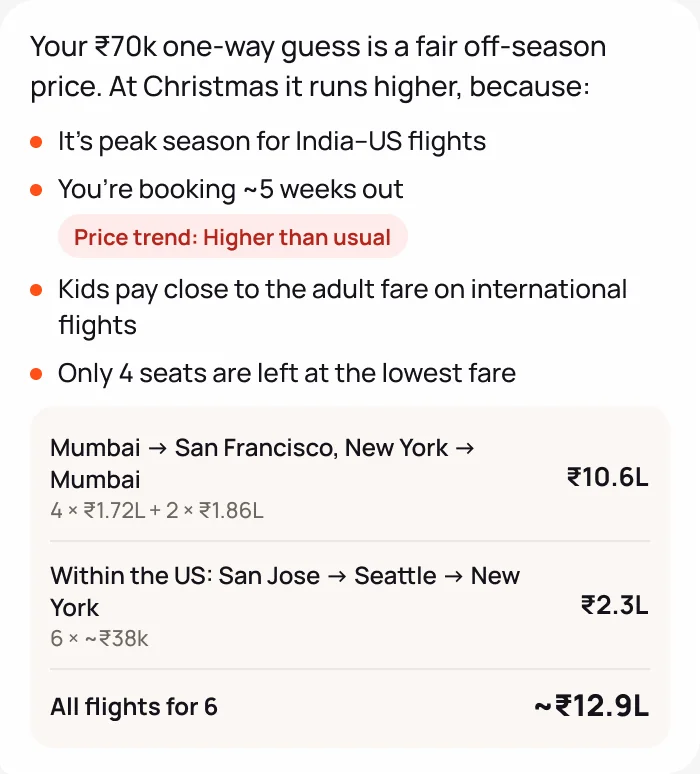 Your ₹70k one-way guess is a fair off-season
price. At Christmas it runs higher, because:
It's peak season for India–US flights
You're booking ~5 weeks out
Price trend: Higher than usual
Kids pay close to the adult fare on international
flights
Only 4 seats are left at the lowest fare
Mumbai → San Francisco, New York →
Mumbai
₹10.6L
4 × ₹1.72L + 2 × ₹1.86L
Within the US: San Jose → Seattle → New
York
₹2.3L
6 × ~₹38k
All flights for 6
~₹12.9L